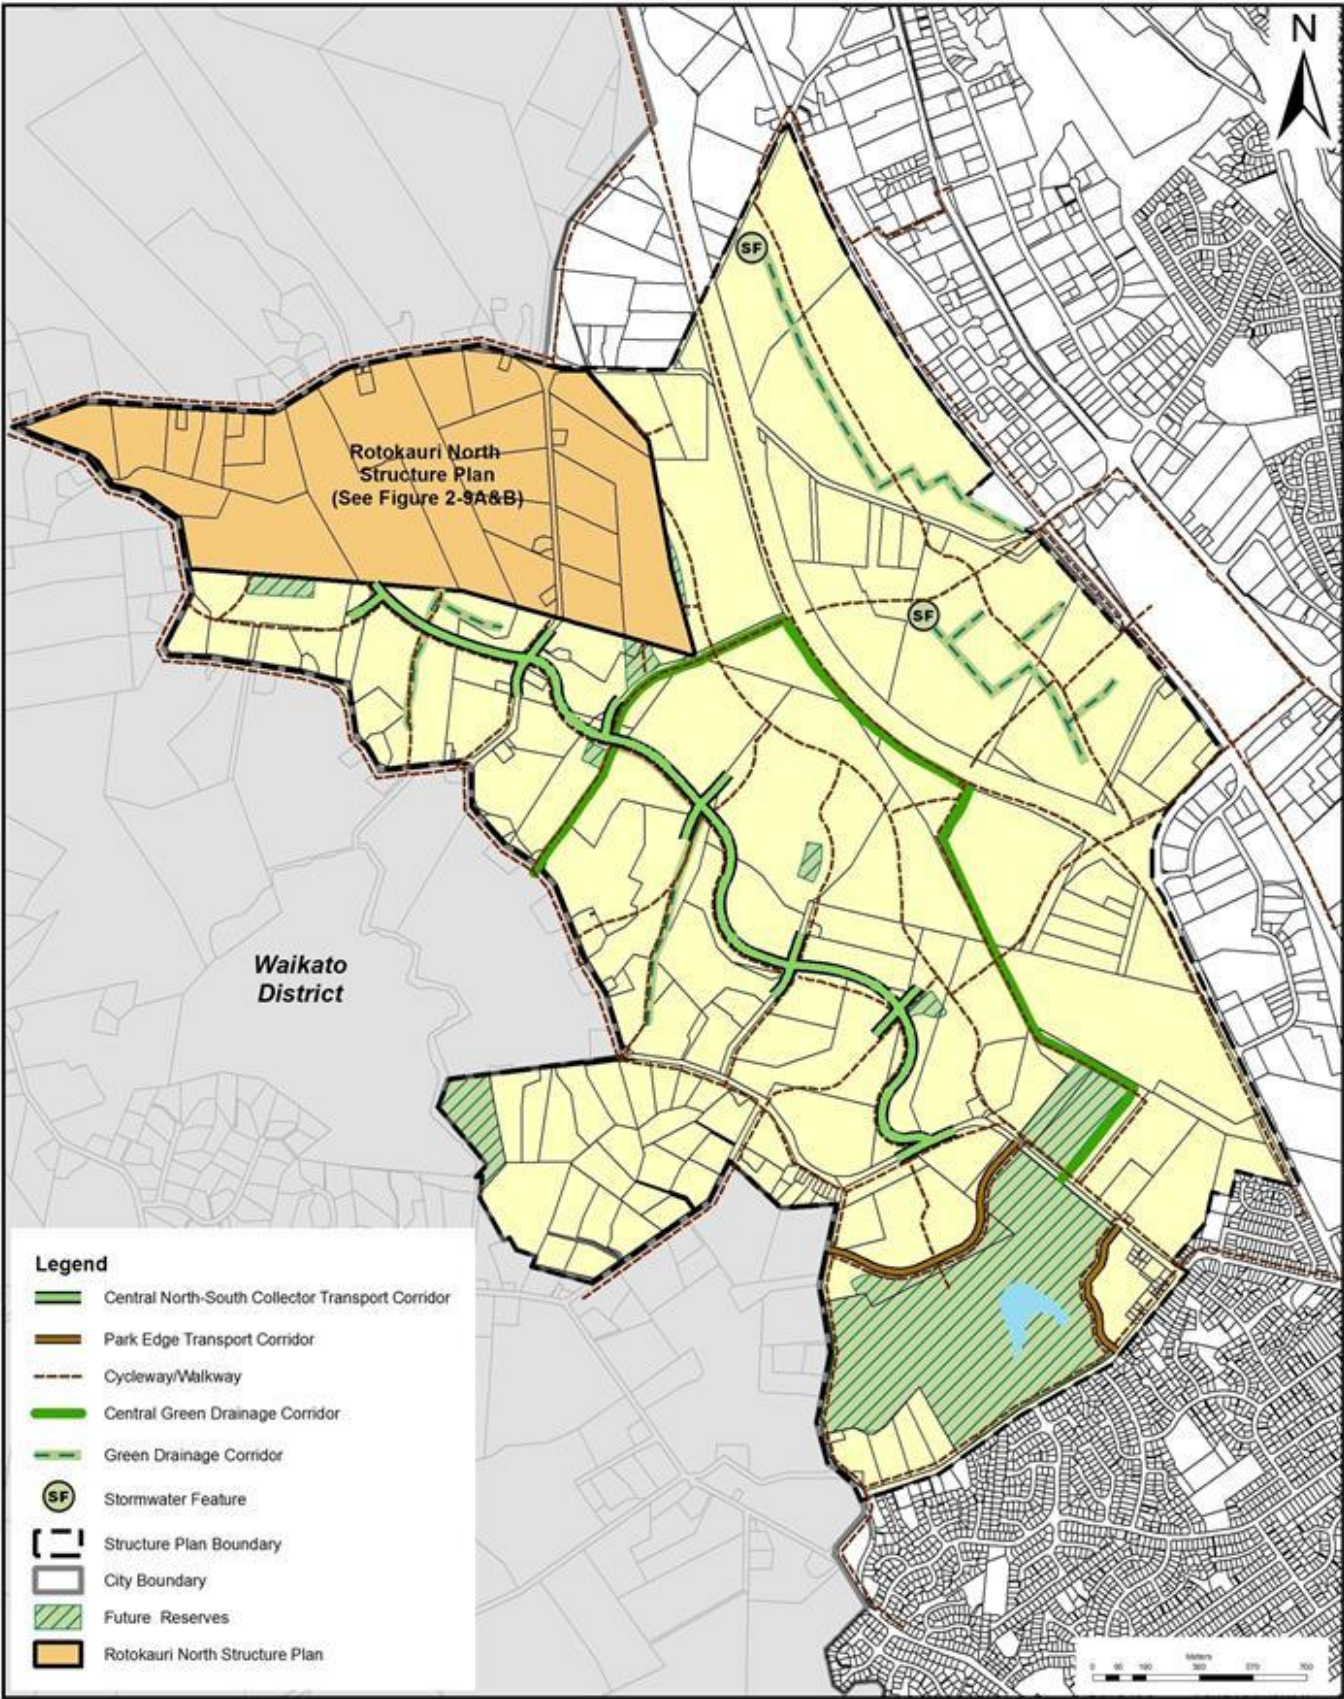 N
SF
Rotokauri North
Structure Plan
(See Figure 2-9A&B)
SF
Waikato
District
Legend
Central North-South Collector Transport Corridor
Park Edge Transport Corridor
Cycleway/Walkway
Central Green Drainage Corridor
Green Drainage Corridor
SF Stormwater Feature
Structure Plan Boundary
City Boundary
Future Reserves
Rotokauri North Structure Plan
Meters
0